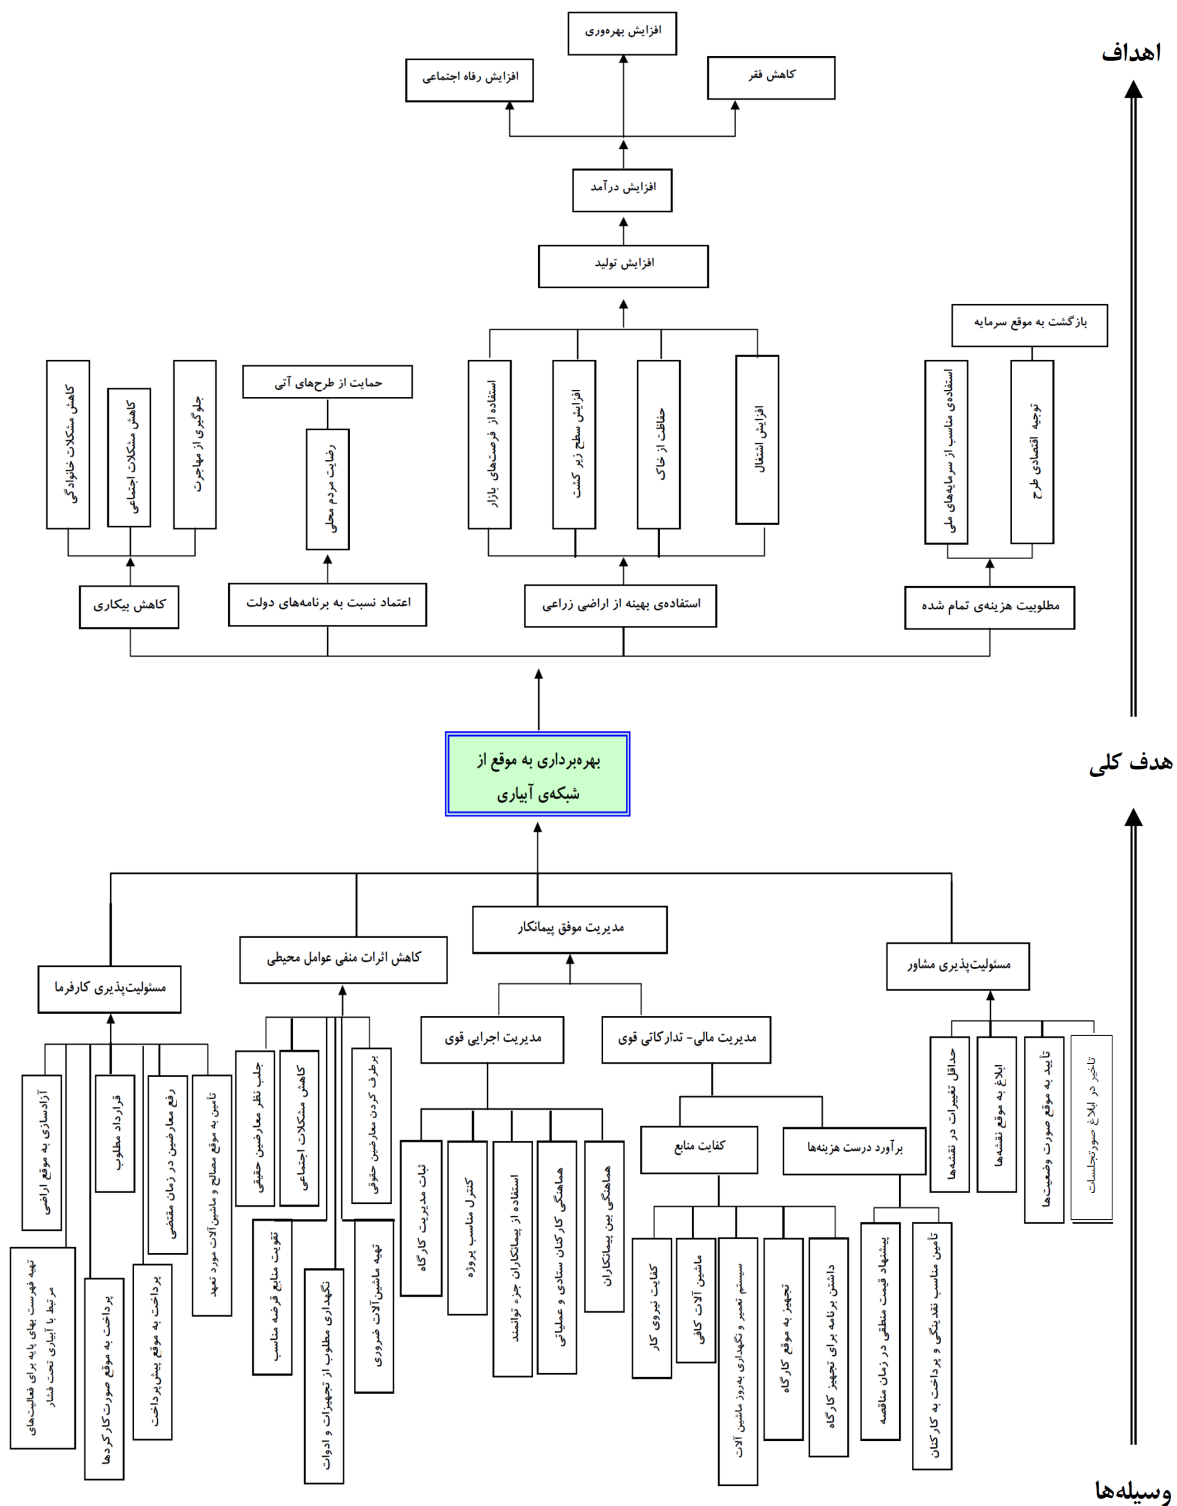 اهداف
افزایش بهره‌وری
افزایش رفاه اجتماعی
کاهش فقر
افزایش درآمد
افزایش تولید
بازگشت به موقع سرمایه
توجیه اقتصادی طرح
استفاده‌ی مناسب از سرمایه‌های ملی
افزایش اشتغال
حفاظت از خاک
افزایش سطح زیر کشت
استفاده از فرصت‌های بازار
حمایت از طرح‌های آتی
رضایت مردم محلی
جلوگیری از مهاجرت
کاهش مشکلات اجتماعی
کاهش مشکلات خانوادگی
مطلوبیت هزینه‌ی تمام شده
استفاده‌ی بهینه از اراضی زراعی
اعتماد نسبت به برنامه‌های دولت
کاهش بیکاری
هدف کلی
بهره‌برداری به موقع از
شبکه‌ی آبیاری
مدیریت موفق پیمانکار
مسئولیت‌پذیری مشاور
کاهش اثرات منفی عوامل محیطی
مسئولیت‌پذیری کارفرما
مدیریت مالی- تدارکاتی قوی
مدیریت اجرایی قوی
برآورد درست هزینه‌ها
کفایت منابع
تاخیر در ابلاغ صورتجلسات
تأیید به موقع صورت وضعیت‌ها
ابلاغ به موقع نقشه‌ها
حداقل تغییرات در نقشه‌ها
تأمین مناسب نقدینگی و پرداخت به کارکنان
پیشنهاد قیمت منطقی در زمان مناقصه
داشتن برنامه برای تجهیز کارگاه
تجهیز به موقع کارگاه
سیستم تعمیر و نگهداری به‌روز ماشین آلات
ماشین آلات کافی
کفایت نیروی کار
هماهنگی بین پیمانکاران
هماهنگی کارکنان ستادی و عملیاتی
استفاده از پیمانکاران جزء توانمند
کنترل مناسب پروژه
ثبات مدیریت کارگاه
برطرف کردن معارضین حقوقی
تهیه ماشین‌آلات ضروری
نگهداری مطلوب از تجهیزات و ادوات
کاهش مشکلات اجتماعی
تقویت منابع قرضه مناسب
جلب نظر معارضین حقیقی
تأمین به موقع مصالح و ماشین‌آلات مورد تعهد
رفع معارضین در زمان مقتضی
پرداخت به موقع پیش‌پرداخت
قرارداد مطلوب
پرداخت به موقع صورت‌کارکردها
آزادسازی به موقع اراضی
تهیه فهرست بهای پایه برای فعالیت‌های
مرتبط با آبیاری تحت فشار
وسیله‌ها